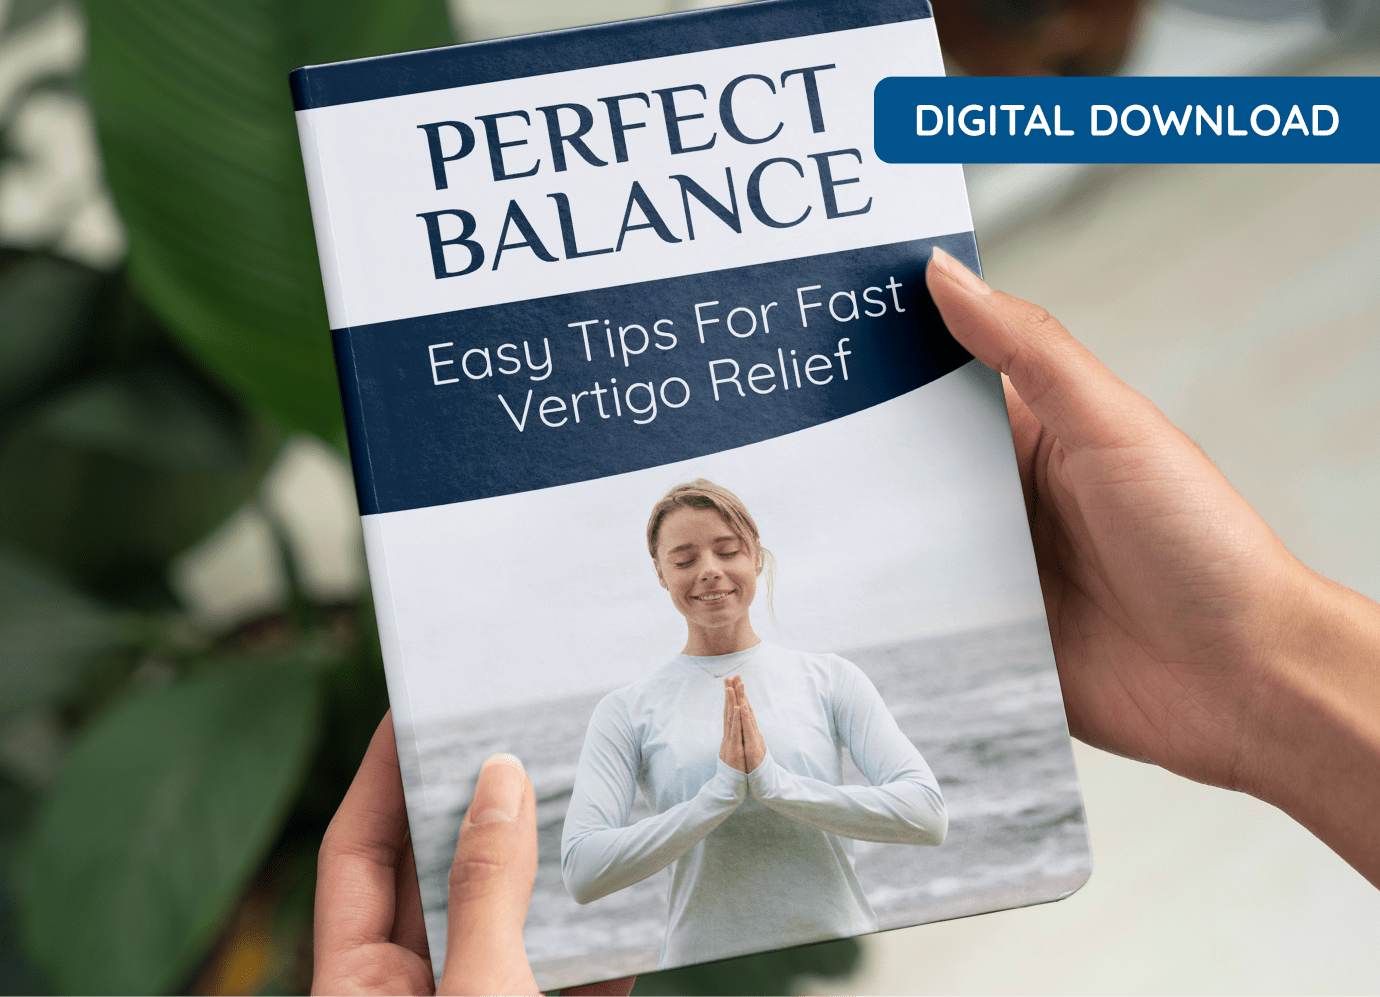 PERFECT
BALANCE
DIGITAL DOWNLOAD
Easy Tips For Fast
Vertigo Relief